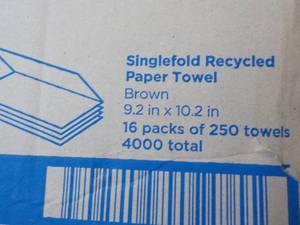 Singlefold Recycled
Paper Towel
Brown
9.2 in x 10.2 in
16 packs of 250 towels
4000 total